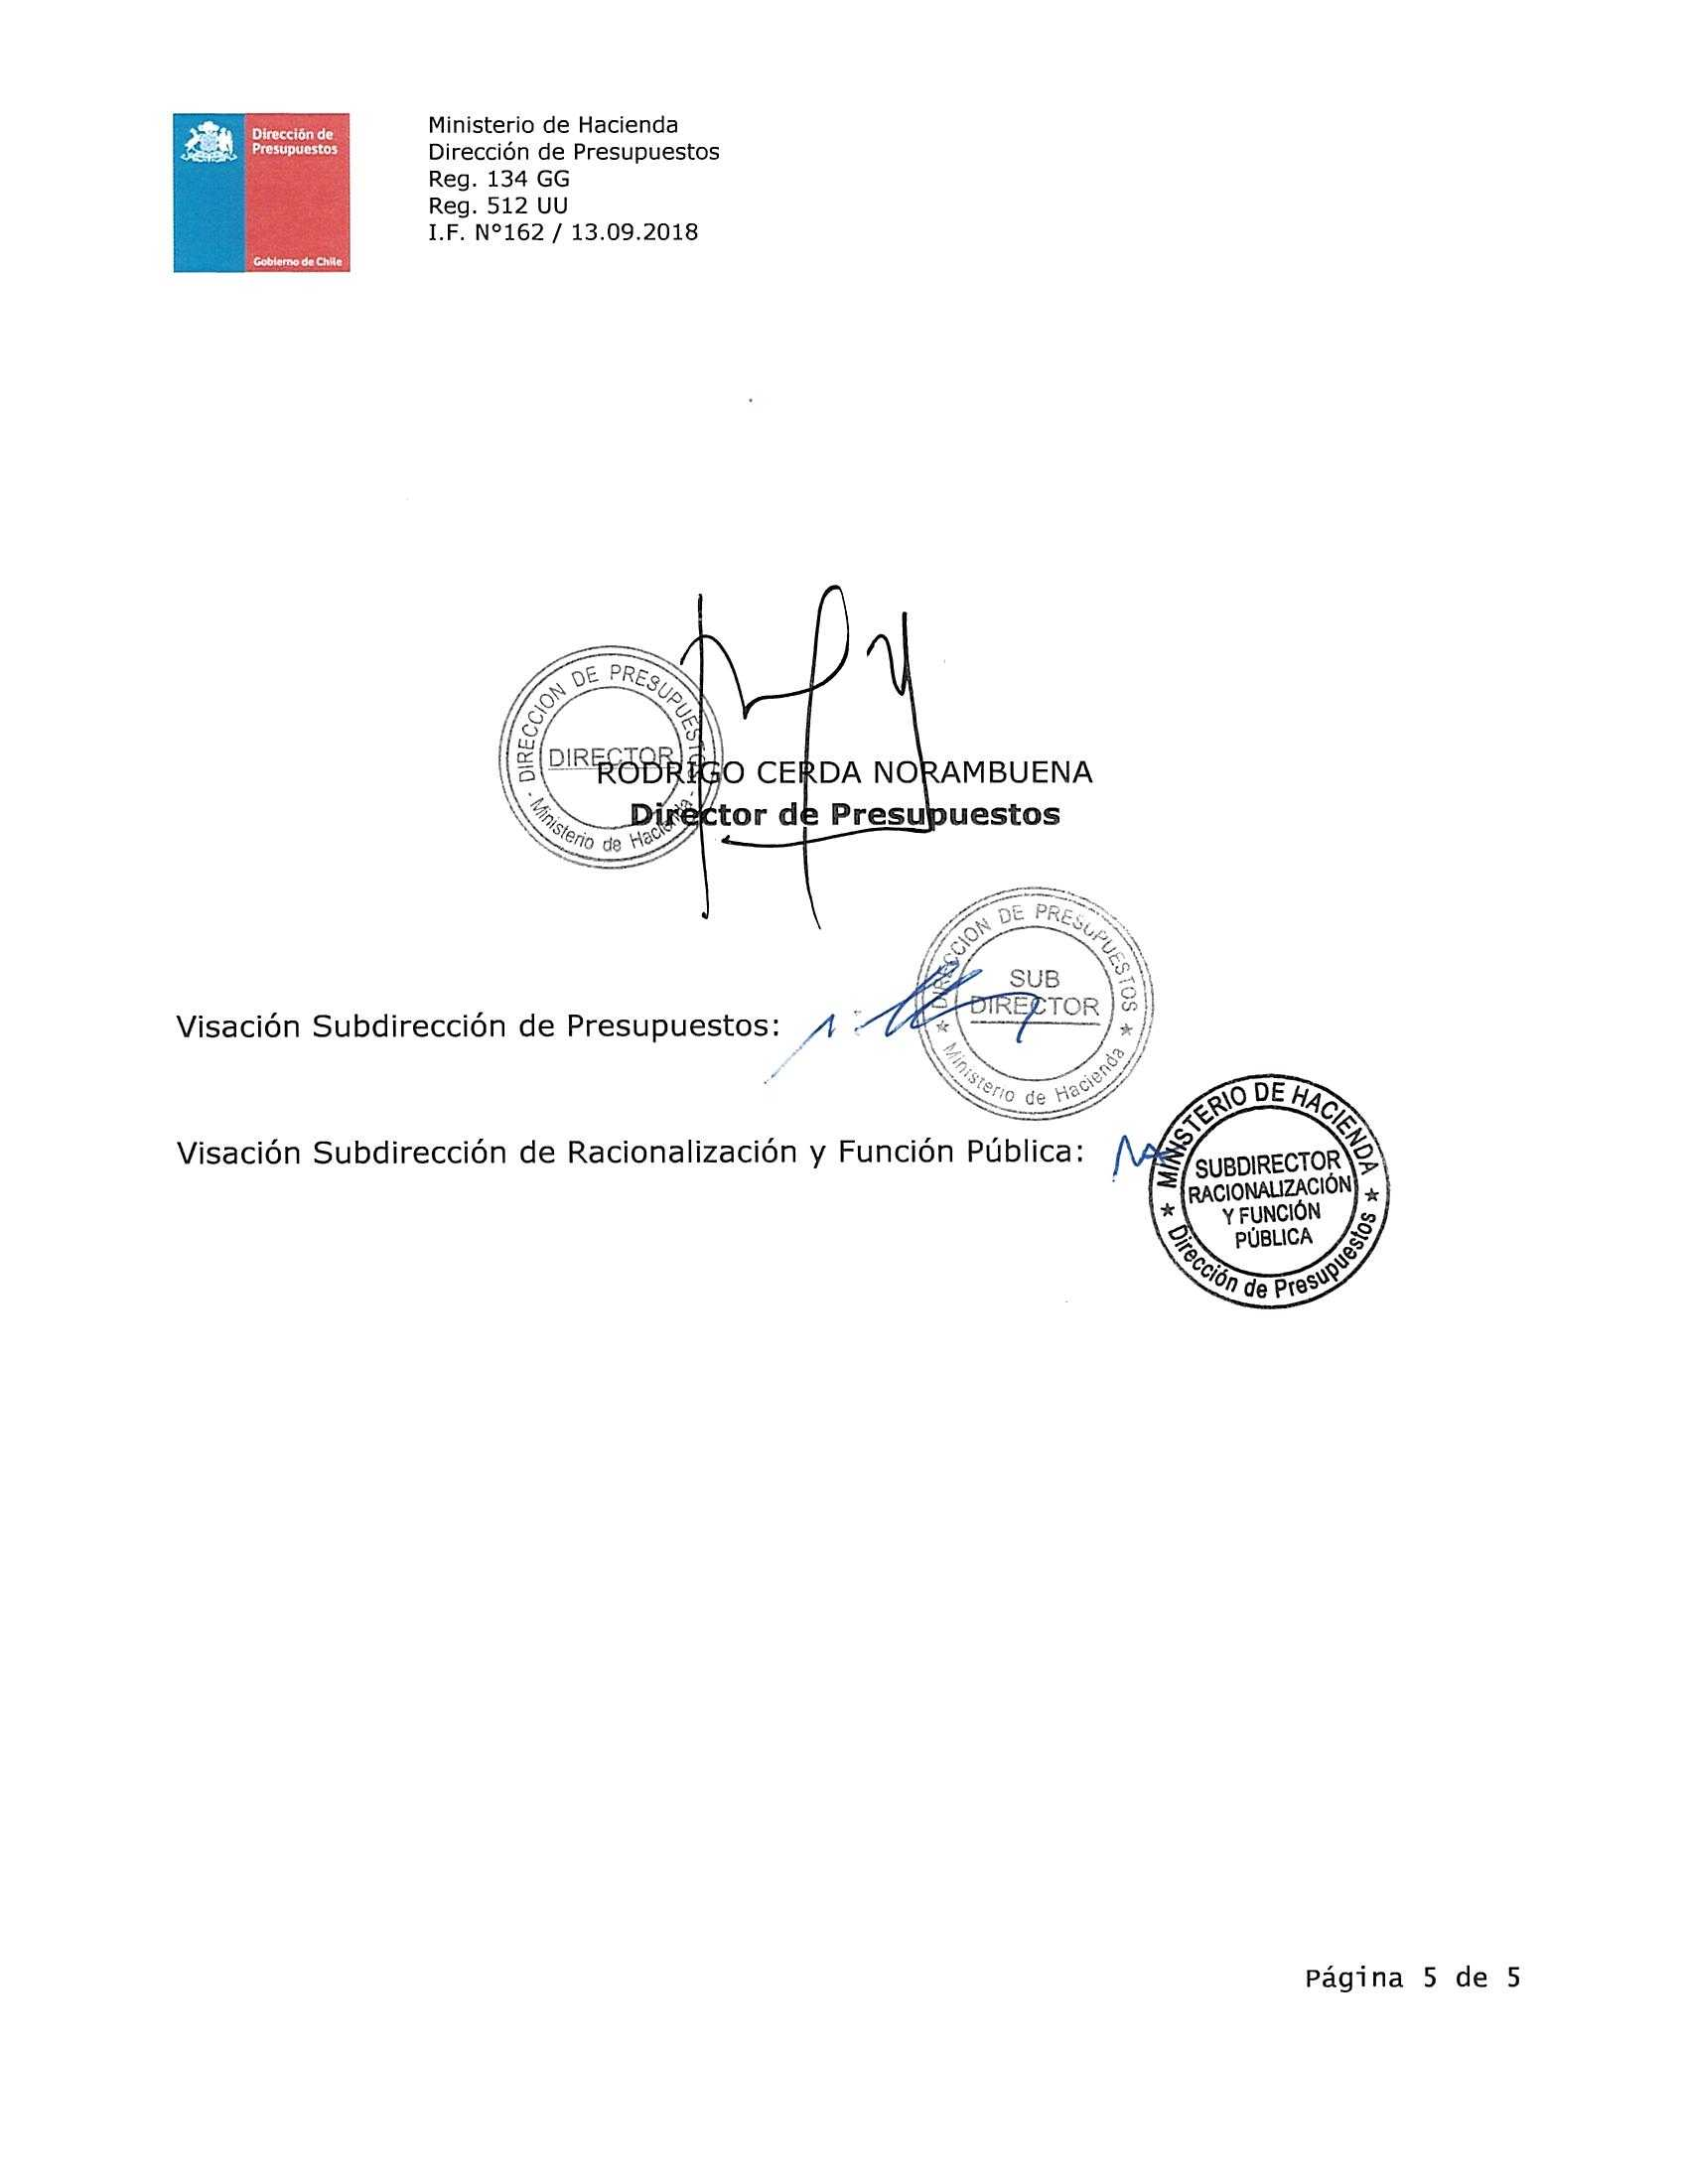 Dirección de
Presupuestos
Gobierno de Chile
Ministerio de Hacienda
Dirección de Presupuestos
Reg. 134 GG
Reg. 512 UU
I.F. N°162 / 13.09.2018
DIRECCION DE PRESUPUESTOS
DIRECTOR
- Ministerio de Hacienda -
RODRIGO CERDA NORAMBUENA
Director de Presupuestos
DIRECCION DE PRESUPUESTOS
SUB
DIRECTOR
★ Ministerio de Hacienda ★
Visación Subdirección de Presupuestos:
Visación Subdirección de Racionalización y Función Pública:
MINISTERIO DE HACIENDA
SUBDIRECTOR
RACIONALIZACIÓN
Y FUNCIÓN
PÚBLICA
★ Dirección de Presupuestos ★
Página 5 de 5